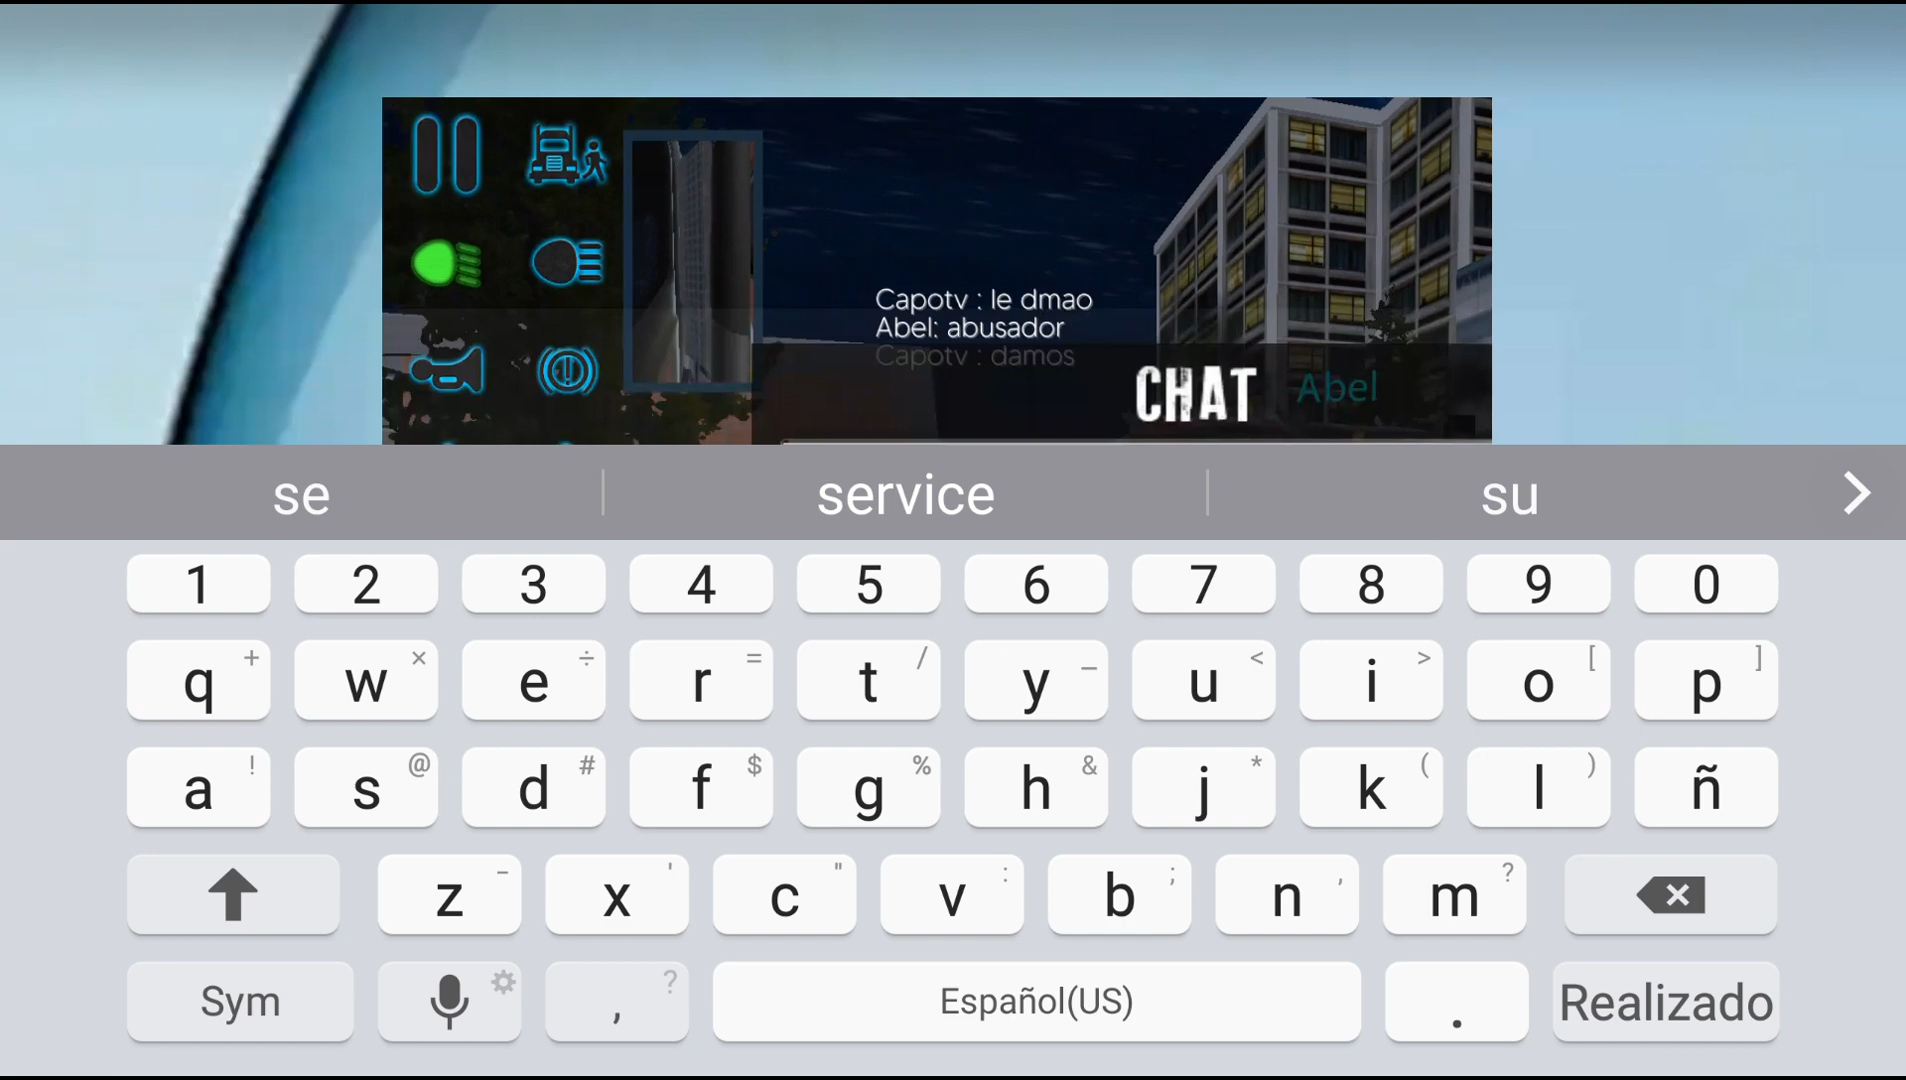 Capotv : le dmao
Abel: abusador
Capotv : damos
CHAT Abel
se service su
1 2 3 4 5 6 7 8 9 0
q + w × e ÷ r = t / y _ u < i > o [ p ]
a ! s @ d # f $ g % h & j * k ( l ) ñ
z - x ' c " v : b ; n , m ?
Sym , ? Español(US) . Realizado